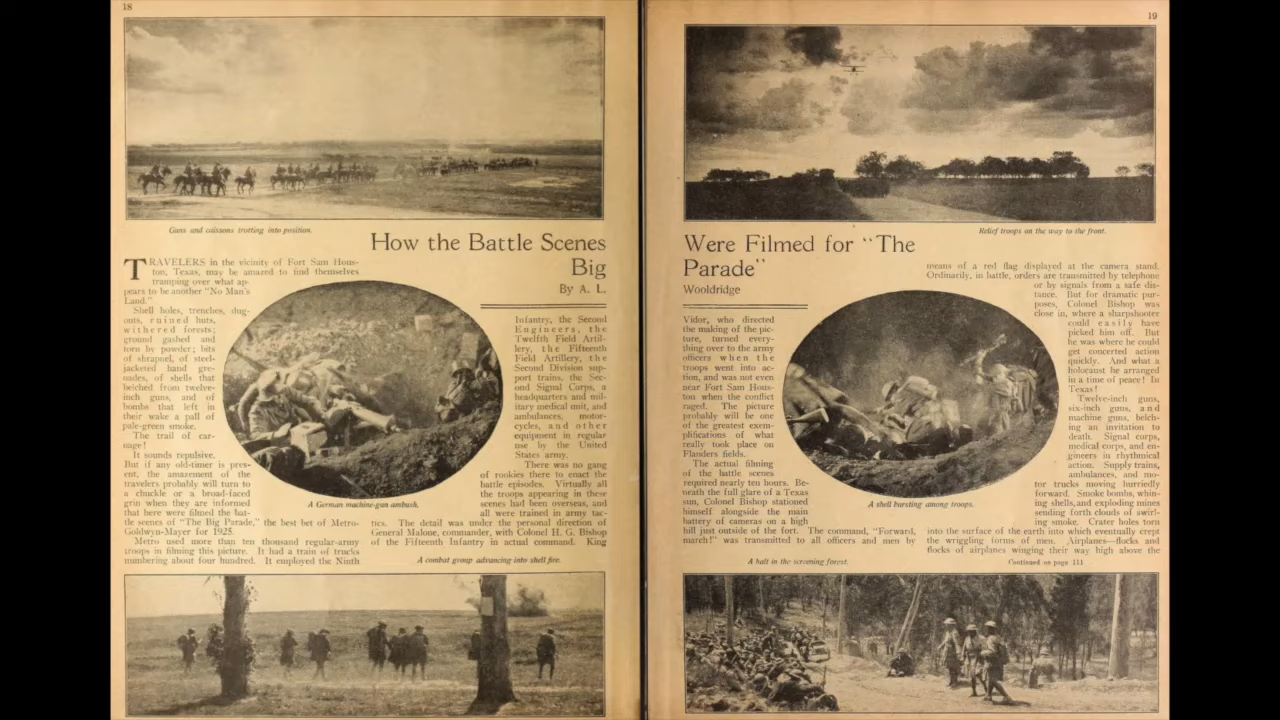 18
Guns and caissons trotting into position.
How the Battle Scenes
Big
By A. L.
TRAVELERS in the vicinity of Fort Sam Hous-
ton, Texas, may be amazed to find themselves
tramping over what ap-
pears to be another "No Man's
Land."
Shell holes, trenches, dug-
outs, ruined huts,
withered forests;
ground gashed and
torn by powder; bits
of shrapnel, of steel-
jacketed hand gre-
nades, of shells that
belched from twelve-
inch guns, and of
bombs that left in
their wake a pall of
pale-green smoke.
The trail of car-
nage!
It sounds repulsive.
But if any old-timer is pres-
ent, the amazement of the
travelers probably will turn to
a chuckle or a broad-faced
grin when they are informed
that here were filmed the bat-
tle scenes of "The Big Parade," the best bet of Metro-
Goldwyn-Mayer for 1925.
Metro used more than ten thousand regular-army
troops in filming this picture. It had a train of trucks
numbering about four hundred. It employed the Ninth
A German machine-gun ambush.
Infantry, the Second
Engineers, the
Twelfth Field Artil-
lery, the Fifteenth
Field Artillery, the
Second Division sup-
port trains, the Sec-
ond Signal Corps, a
headquarters and mil-
itary medical unit, and
ambulances, motor-
cycles, and other
equipment in regular
use by the United
States army.
There was no gang
of rookies there to enact the
battle episodes. Virtually all
the troops appearing in these
scenes had been overseas, and
all were trained in army tac-
tics. The detail was under the personal direction of
General Malone, commander, with Colonel H. G. Bishop
of the Fifteenth Infantry in actual command. King
A combat group advancing into shell fire.
19
Relief troops on the way to the front.
Were Filmed for "The
Parade"
Wooldridge
Vidor, who directed
the making of the pic-
ture, turned every-
thing over to the army
officers when the
troops went into ac-
tion, and was not even
near Fort Sam Hous-
ton when the conflict
raged. The picture
probably will be one
of the greatest exem-
plifications of what
really took place on
Flanders fields.
The actual filming
of the battle scenes
required nearly ten hours. Be-
neath the full glare of a Texas
sun, Colonel Bishop stationed
himself alongside the main
battery of cameras on a high
hill just outside of the fort. The command, "Forward,
march!" was transmitted to all officers and men by
A shell bursting among troops.
means of a red flag displayed at the camera stand.
Ordinarily, in battle, orders are transmitted by telephone
or by signals from a safe dis-
tance. But for dramatic pur-
poses, Colonel Bishop was
close in, where a sharpshooter
could easily have
picked him off. But
he was where he could
get concerted action
quickly. And what a
holocaust he arranged
in a time of peace! In
Texas!
Twelve-inch guns,
six-inch guns, and
machine guns, belch-
ing an invitation to
death. Signal corps,
medical corps, and en-
gineers in rhythmical
action. Supply trains,
ambulances, and mo-
tor trucks moving hurriedly
forward. Smoke bombs, whin-
ing shells, and exploding mines
sending forth clouds of swirl-
ing smoke. Crater holes torn
into the surface of the earth into which eventually crept
the wriggling forms of men. Airplanes—flocks and
flocks of airplanes winging their way high above the
A halt in the screening forest.
Continued on page 111